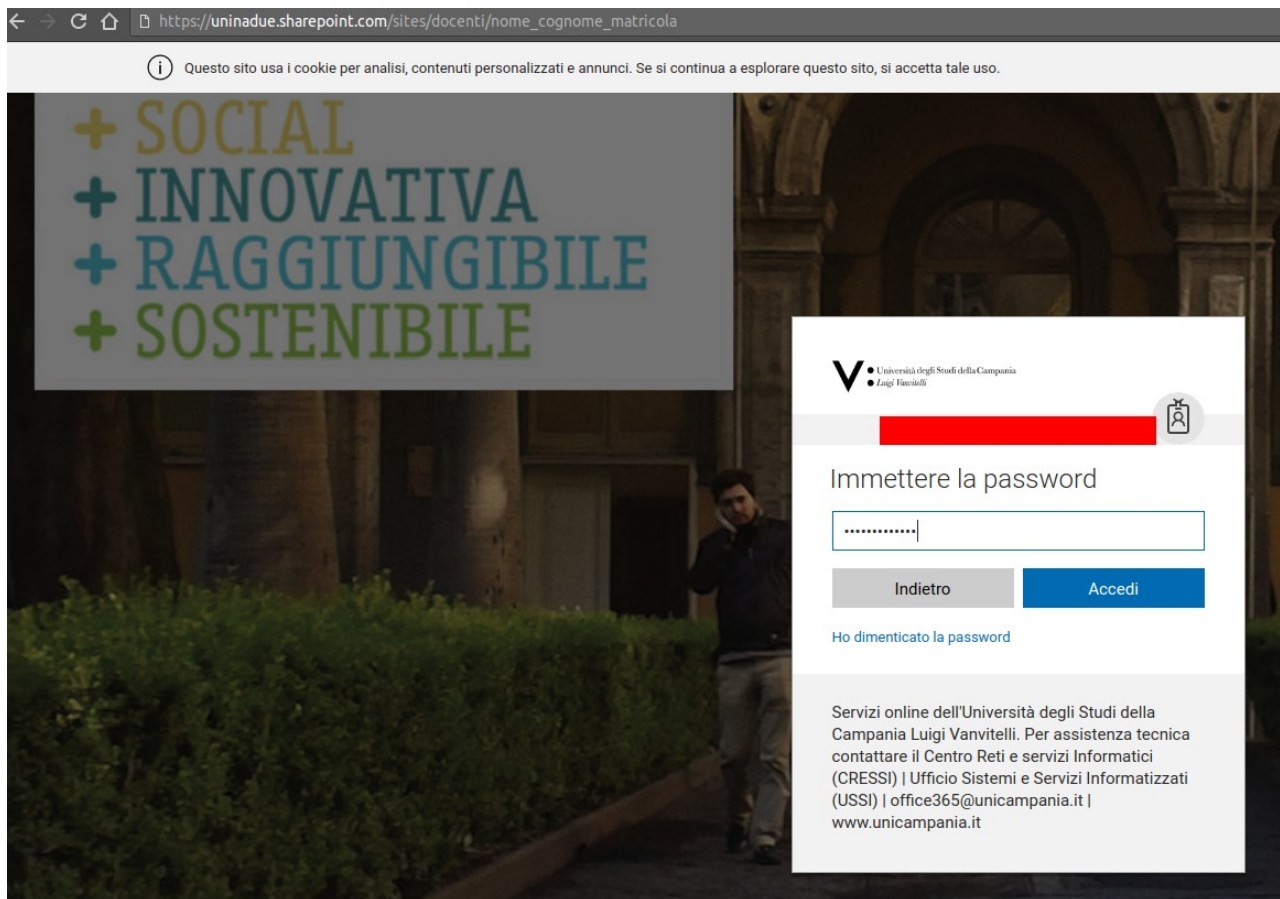 https://uninadue.sharepoint.com/sites/docenti/nome_cognome_matricola
Questo sito usa i cookie per analisi, contenuti personalizzati e annunci. Se si continua a esplorare questo sito, si accetta tale uso.
+ SOCIAL
+ INNOVATIVA
+ RAGGIUNGIBILE
+ SOSTENIBILE
V
Università degli Studi della Campania
Luigi Vanvitelli
Immettere la password
Indietro
Accedi
Ho dimenticato la password
Servizi online dell'Università degli Studi della
Campania Luigi Vanvitelli. Per assistenza tecnica
contattare il Centro Reti e servizi Informatici
(CRESSI) | Ufficio Sistemi e Servizi Informatizzati
(USSI) | office365@unicampania.it |
www.unicampania.it